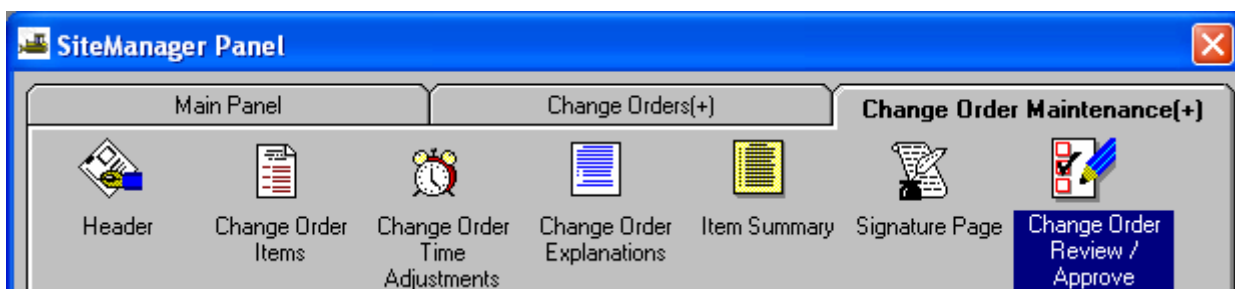 SiteManager Panel
Main Panel
Change Orders(+)
Change Order Maintenance(+)
Header
Change Order
Items
Change Order
Time
Adjustments
Change Order
Explanations
Item Summary
Signature Page
Change Order
Review /
Approve